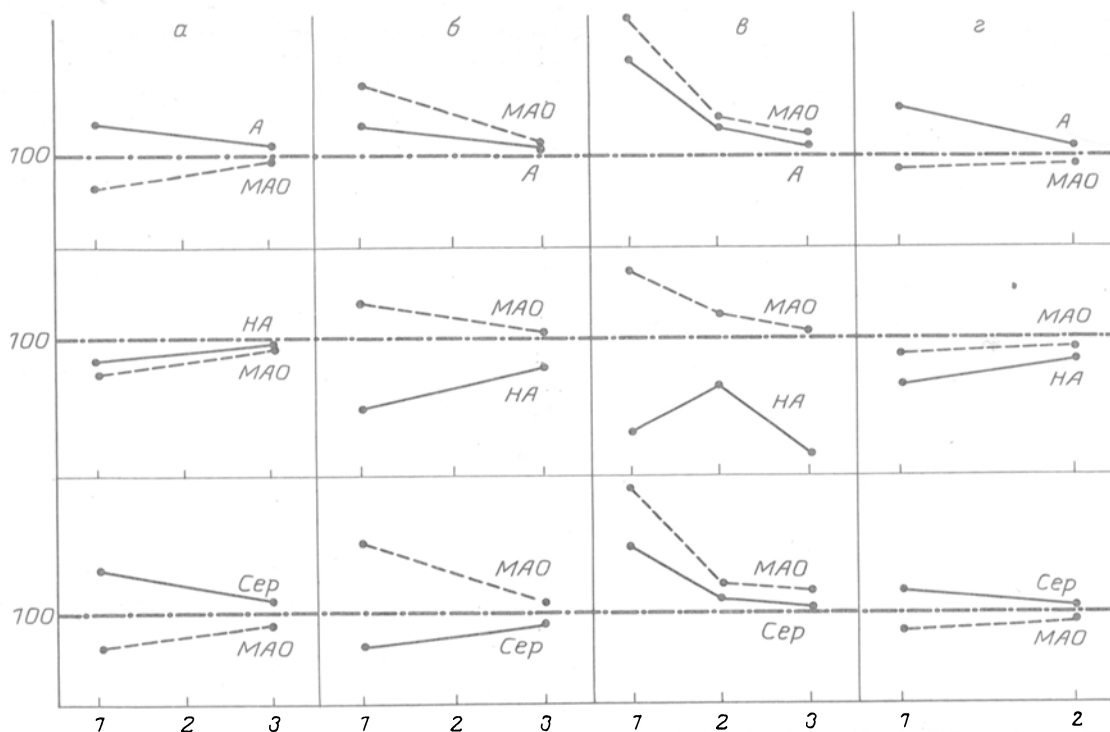 а б в г
МАО МАО
А А
100
МАО А А МАО
МАО МАО МАО
НА
100
МАО НА НА НА
МАО МАО
Сер Сер
100
МАО Сер Сер МАО
1 2 3 1 2 3 1 2 3 1 2